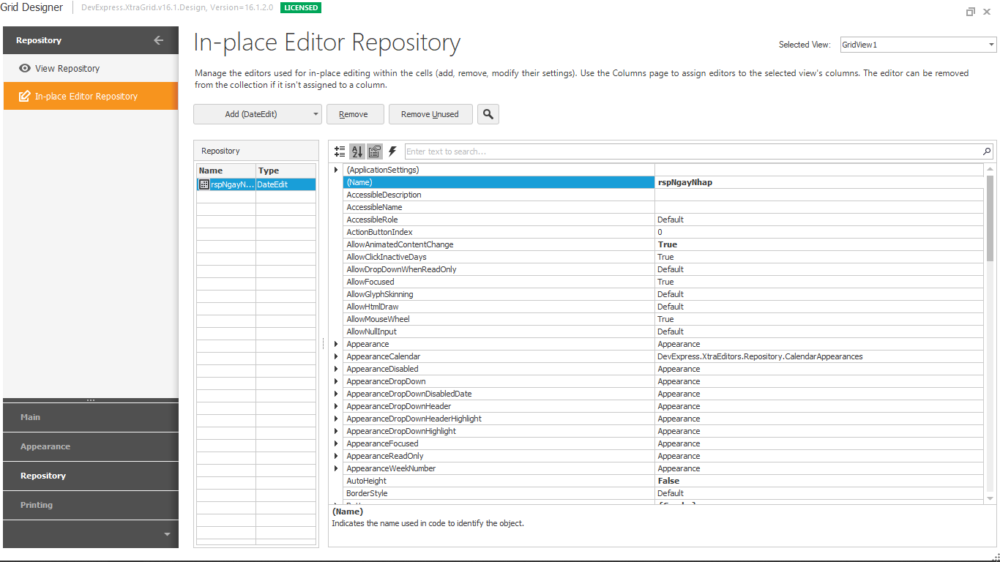 Grid Designer
DevExpress.XtraGrid.v16.1.Design, Version=16.1.2.0
LICENSED
Repository
View Repository
In-place Editor Repository
Main
Appearance
Repository
Printing
In-place Editor Repository
Selected View: GridView1
Manage the editors used for in-place editing within the cells (add, remove, modify their settings). Use the Columns page to assign editors to the selected view's columns. The editor can be removed
from the collection if it isn't assigned to a column.
Add (DateEdit) Remove Remove Unused
Repository
Name Type
rspNgayN... DateEdit
Enter text to search...
(ApplicationSettings)
(Name) rspNgayNhap
AccessibleDescription
AccessibleName
AccessibleRole Default
ActionButtonIndex 0
AllowAnimatedContentChange True
AllowClickInactiveDays True
AllowDropDownWhenReadOnly Default
AllowFocused True
AllowGlyphSkinning Default
AllowHtmlDraw Default
AllowMouseWheel True
AllowNullInput Default
Appearance Appearance
AppearanceCalendar DevExpress.XtraEditors.Repository.CalendarAppearances
AppearanceDisabled Appearance
AppearanceDropDown Appearance
AppearanceDropDownDisabledDate Appearance
AppearanceDropDownHeader Appearance
AppearanceDropDownHeaderHighlight Appearance
AppearanceDropDownHighlight Appearance
AppearanceFocused Appearance
AppearanceReadOnly Appearance
AppearanceWeekNumber Appearance
AutoHeight False
BorderStyle Default
(Name)
Indicates the name used in code to identify the object.